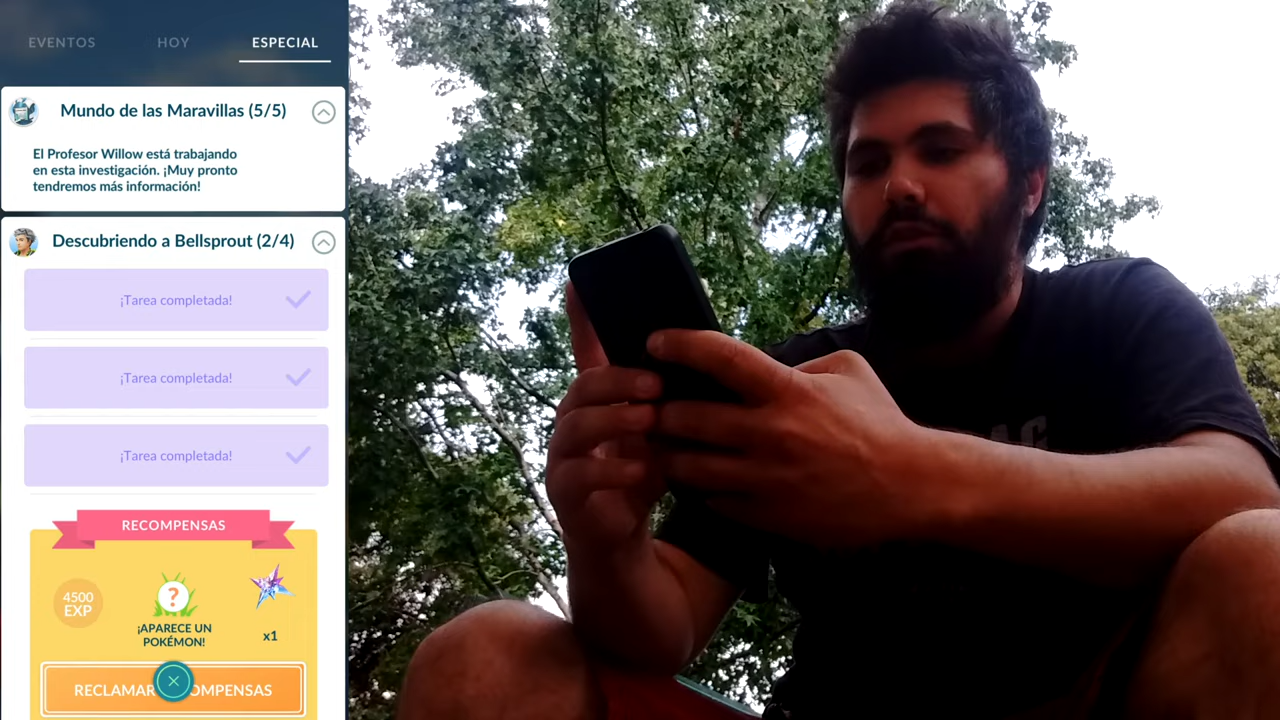 EVENTOS
HOY
ESPECIAL
Mundo de las Maravillas (5/5)
El Profesor Willow está trabajando
en esta investigación. ¡Muy pronto
tendremos más información!
Descubriendo a Bellsprout (2/4)
¡Tarea completada!
¡Tarea completada!
¡Tarea completada!
RECOMPENSAS
4500
EXP
?
¡APARECE UN
POKÉMON!
x1